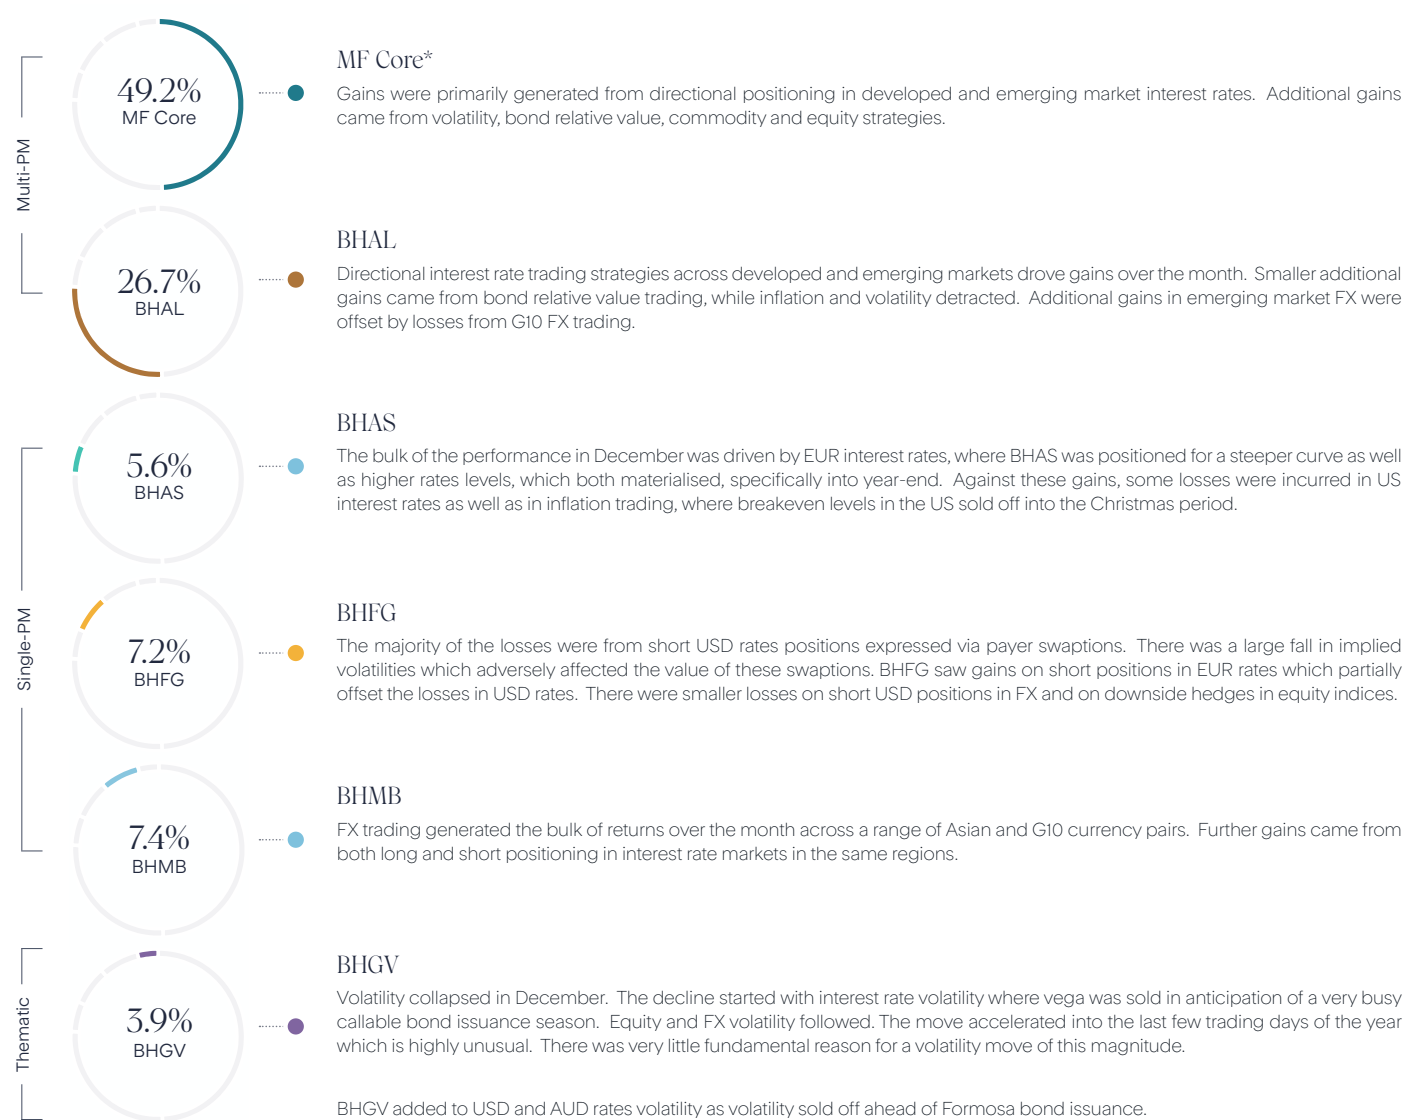 Multi-PM
49.2%
MF Core
MF Core*
Gains were primarily generated from directional positioning in developed and emerging market interest rates. Additional gains
came from volatility, bond relative value, commodity and equity strategies.
26.7%
BHAL
BHAL
Directional interest rate trading strategies across developed and emerging markets drove gains over the month. Smaller additional
gains came from bond relative value trading, while inflation and volatility detracted. Additional gains in emerging market FX were
offset by losses from G10 FX trading.
Single-PM
5.6%
BHAS
BHAS
The bulk of the performance in December was driven by EUR interest rates, where BHAS was positioned for a steeper curve as well
as higher rates levels, which both materialised, specifically into year-end. Against these gains, some losses were incurred in US
interest rates as well as in inflation trading, where breakeven levels in the US sold off into the Christmas period.
7.2%
BHFG
BHFG
The majority of the losses were from short USD rates positions expressed via payer swaptions. There was a large fall in implied
volatilities which adversely affected the value of these swaptions. BHFG saw gains on short positions in EUR rates which partially
offset the losses in USD rates. There were smaller losses on short USD positions in FX and on downside hedges in equity indices.
7.4%
BHMB
BHMB
FX trading generated the bulk of returns over the month across a range of Asian and G10 currency pairs. Further gains came from
both long and short positioning in interest rate markets in the same regions.
Thematic
3.9%
BHGV
BHGV
Volatility collapsed in December. The decline started with interest rate volatility where vega was sold in anticipation of a very busy
callable bond issuance season. Equity and FX volatility followed. The move accelerated into the last few trading days of the year
which is highly unusual. There was very little fundamental reason for a volatility move of this magnitude.
BHGV added to USD and AUD rates volatility as volatility sold off ahead of Formosa bond issuance.